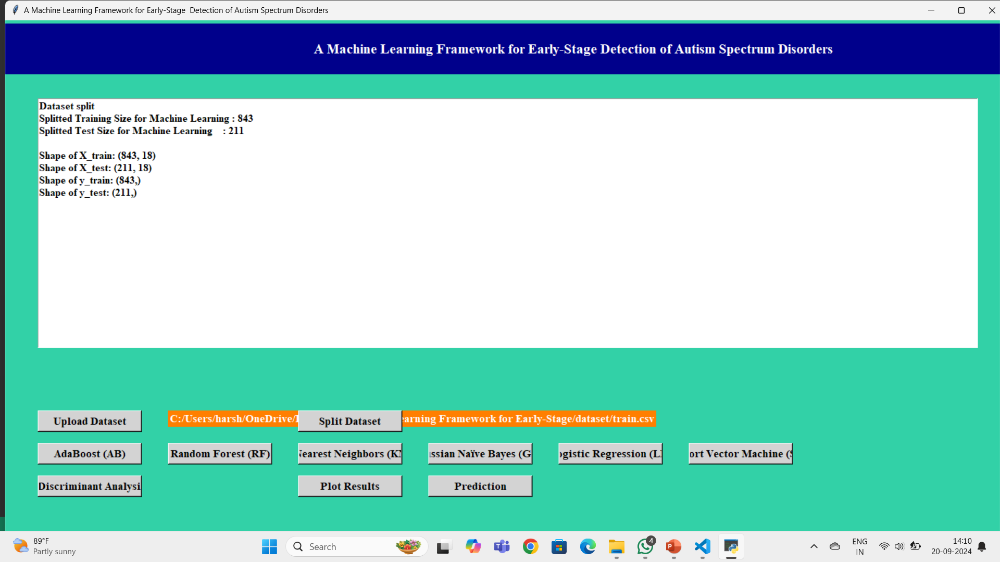 A Machine Learning Framework for Early-Stage  Detection of Autism Spectrum Disorders
A Machine Learning Framework for Early-Stage Detection of Autism Spectrum Disorders
Dataset split
Splitted Training Size for Machine Learning : 843
Splitted Test Size for Machine Learning    : 211
Shape of X_train: (843, 18)
Shape of X_test: (211, 18)
Shape of y_train: (843,)
Shape of y_test: (211,)
Upload Dataset
C:/Users/harsh/OneDrive/
Split Dataset
earning Framework for Early-Stage/dataset/train.csv
AdaBoost (AB)
Random Forest (RF)
Nearest Neighbors (KN
ussian Naïve Bayes (G
ogistic Regression (L
ort Vector Machine (S
Discriminant Analysi
Plot Results
Prediction
89°F
Partly sunny
Search
4
ENG
IN
14:10
20-09-2024